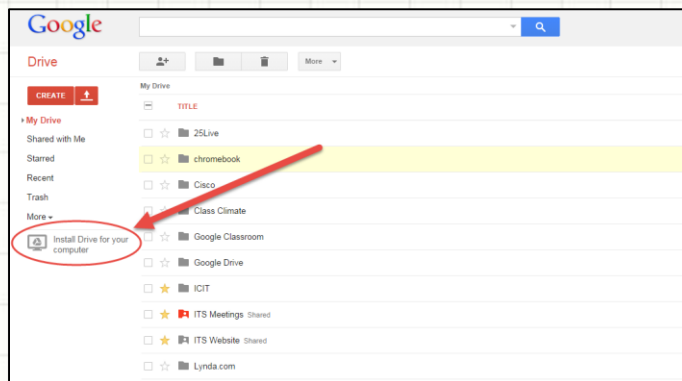 Google
Drive
More
CREATE
My Drive
TITLE
My Drive
Shared with Me
Starred
Recent
Trash
More
Install Drive for your
computer
25Live
chromebook
Cisco
Class Climate
Google Classroom
Google Drive
ICIT
ITS Meetings Shared
ITS Website Shared
Lynda.com